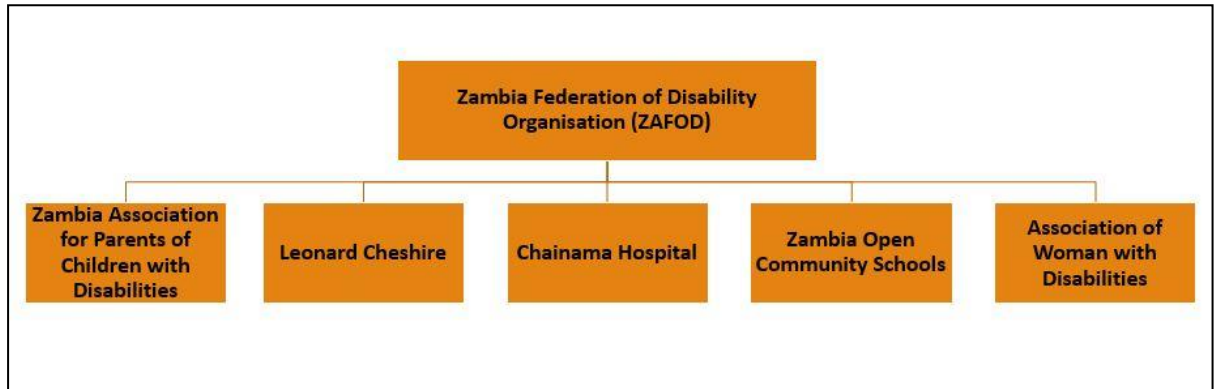 Zambia Federation of Disability
Organisation (ZAFOD)
Zambia Association
for Parents of
Children with
Disabilities
Leonard Cheshire
Chainama Hospital
Zambia Open
Community Schools
Association of
Woman with
Disabilities